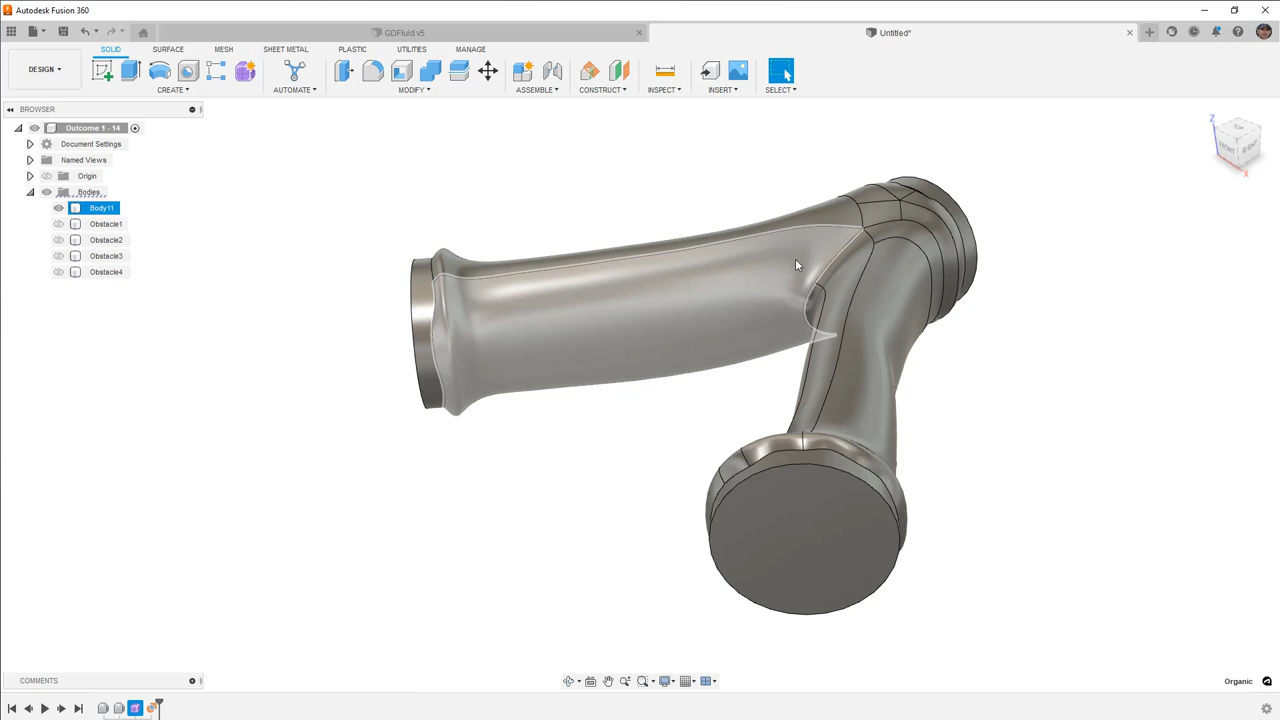 Autodesk Fusion 360
GDFluid v5
Untitled*
DESIGN
SOLID SURFACE MESH SHEET METAL PLASTIC UTILITIES MANAGE
CREATE AUTOMATE MODIFY ASSEMBLE CONSTRUCT INSPECT INSERT SELECT
BROWSER
Outcome 1 - 14
Document Settings
Named Views
Origin
Bodies
Body11
Obstacle1
Obstacle2
Obstacle3
Obstacle4
Z
FRONT RIGHT
X
COMMENTS
Organic